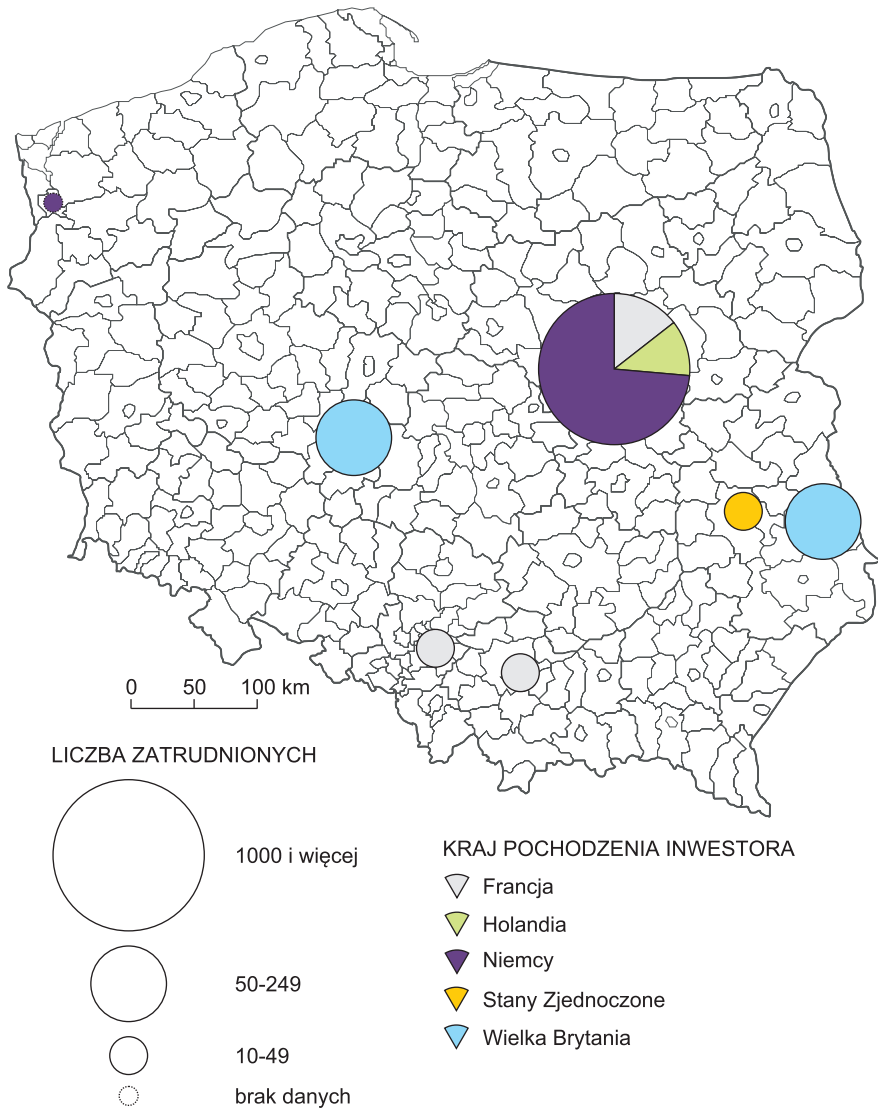 0 50 100 km
LICZBA ZATRUDNIONYCH
1000 i więcej
50-249
10-49
brak danych
KRAJ POCHODZENIA INWESTORA
Francja
Holandia
Niemcy
Stany Zjednoczone
Wielka Brytania